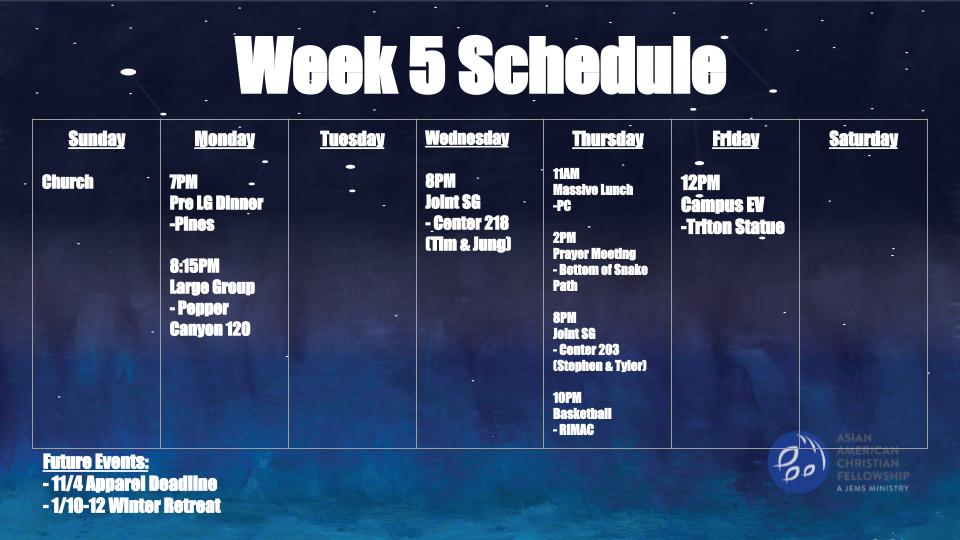 Week 5 Schedule
Sunday
Church
Monday
7PM
Pre LG Dinner
-Pines
8:15PM
Large Group
- Pepper
Canyon 120
Tuesday
Wednesday
8PM
Joint SG
- Center 218
(Tim & Jung)
Thursday
11AM
Massive Lunch
-PC
2PM
Prayer Meeting
- Bottom of Snake
Path
8PM
Joint SG
- Center 203
(Stephen & Tyler)
10PM
Basketball
- RIMAC
Friday
12PM
Campus EV
-Triton Statue
Saturday
Future Events:
- 11/4 Apparel Deadline
- 1/10-12 Winter Retreat
ASIAN
AMERICAN
CHRISTIAN
FELLOWSHIP
A JEMS MINISTRY